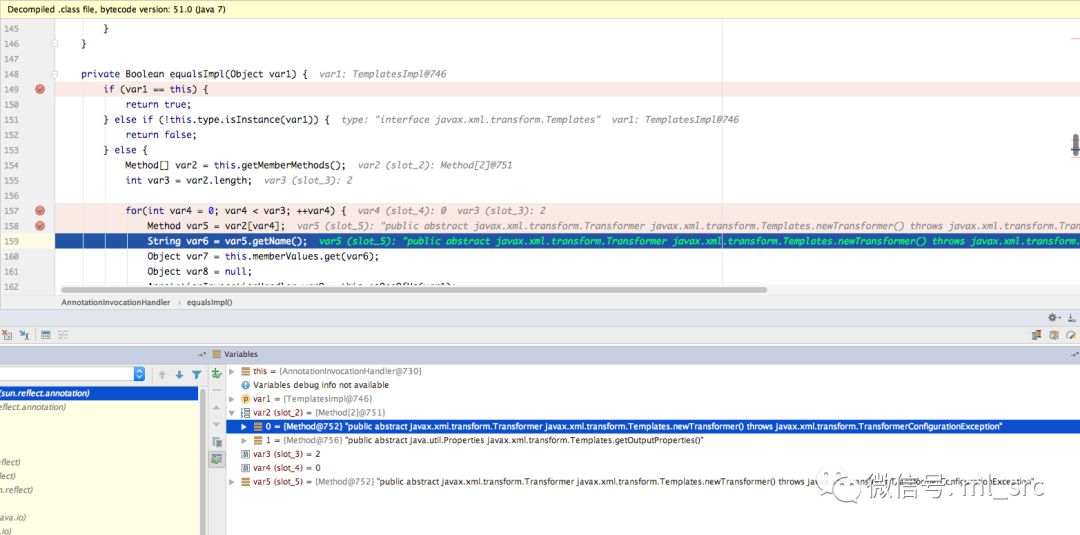 Decompiled .class file, bytecode version: 51.0 (Java 7)
145 }
146 }
147
148 private Boolean equalsImpl(Object var1) { var1: TemplatesImpl@746
149 if (var1 == this) {
150 return true;
151 } else if (!this.type.isInstance(var1)) { type: "interface javax.xml.transform.Templates" var1: TemplatesImpl@746
152 return false;
153 } else {
154 Method[] var2 = this.getMemberMethods(); var2 (slot_2): Method[2]@751
155 int var3 = var2.length; var3 (slot_3): 2
156
157 for(int var4 = 0; var4 < var3; ++var4) { var4 (slot_4): 0 var3 (slot_3): 2
158 Method var5 = var2[var4]; var5 (slot_5): "public abstract javax.xml.transform.Transformer javax.xml.transform.Templates.newTransformer() throws javax.xml.transform.Tran
159 String var6 = var5.getName(); var5 (slot_5): "public abstract javax.xml.transform.Transformer javax.xml.transform.Templates.newTransformer() throws javax.xml.transform.
160 Object var7 = this.memberValues.get(var6);
161 Object var8 = null;
162
AnnotationInvocationHandler › equalsImpl()
Variables
(sun.reflect.annotation)
eflect.annotation)
eflect)
ect)
n.reflect)
ava.io)
.io)
this = {AnnotationInvocationHandler@730}
Variables debug info not available
var1 = {TemplatesImpl@746}
var2 (slot_2) = {Method[2]@751}
0 = {Method@752} "public abstract javax.xml.transform.Transformer javax.xml.transform.Templates.newTransformer() throws javax.xml.transform.TransformerConfigurationException"
1 = {Method@756} "public abstract java.util.Properties javax.xml.transform.Templates.getOutputProperties()"
var3 (slot_3) = 2
var4 (slot_4) = 0
var5 (slot_5) = {Method@752} "public abstract javax.xml.transform.Transformer javax.xml.transform.Templates.newTransformer() throws javax.xml.transform.TransformerConfigurationException"
微信号: ml_src